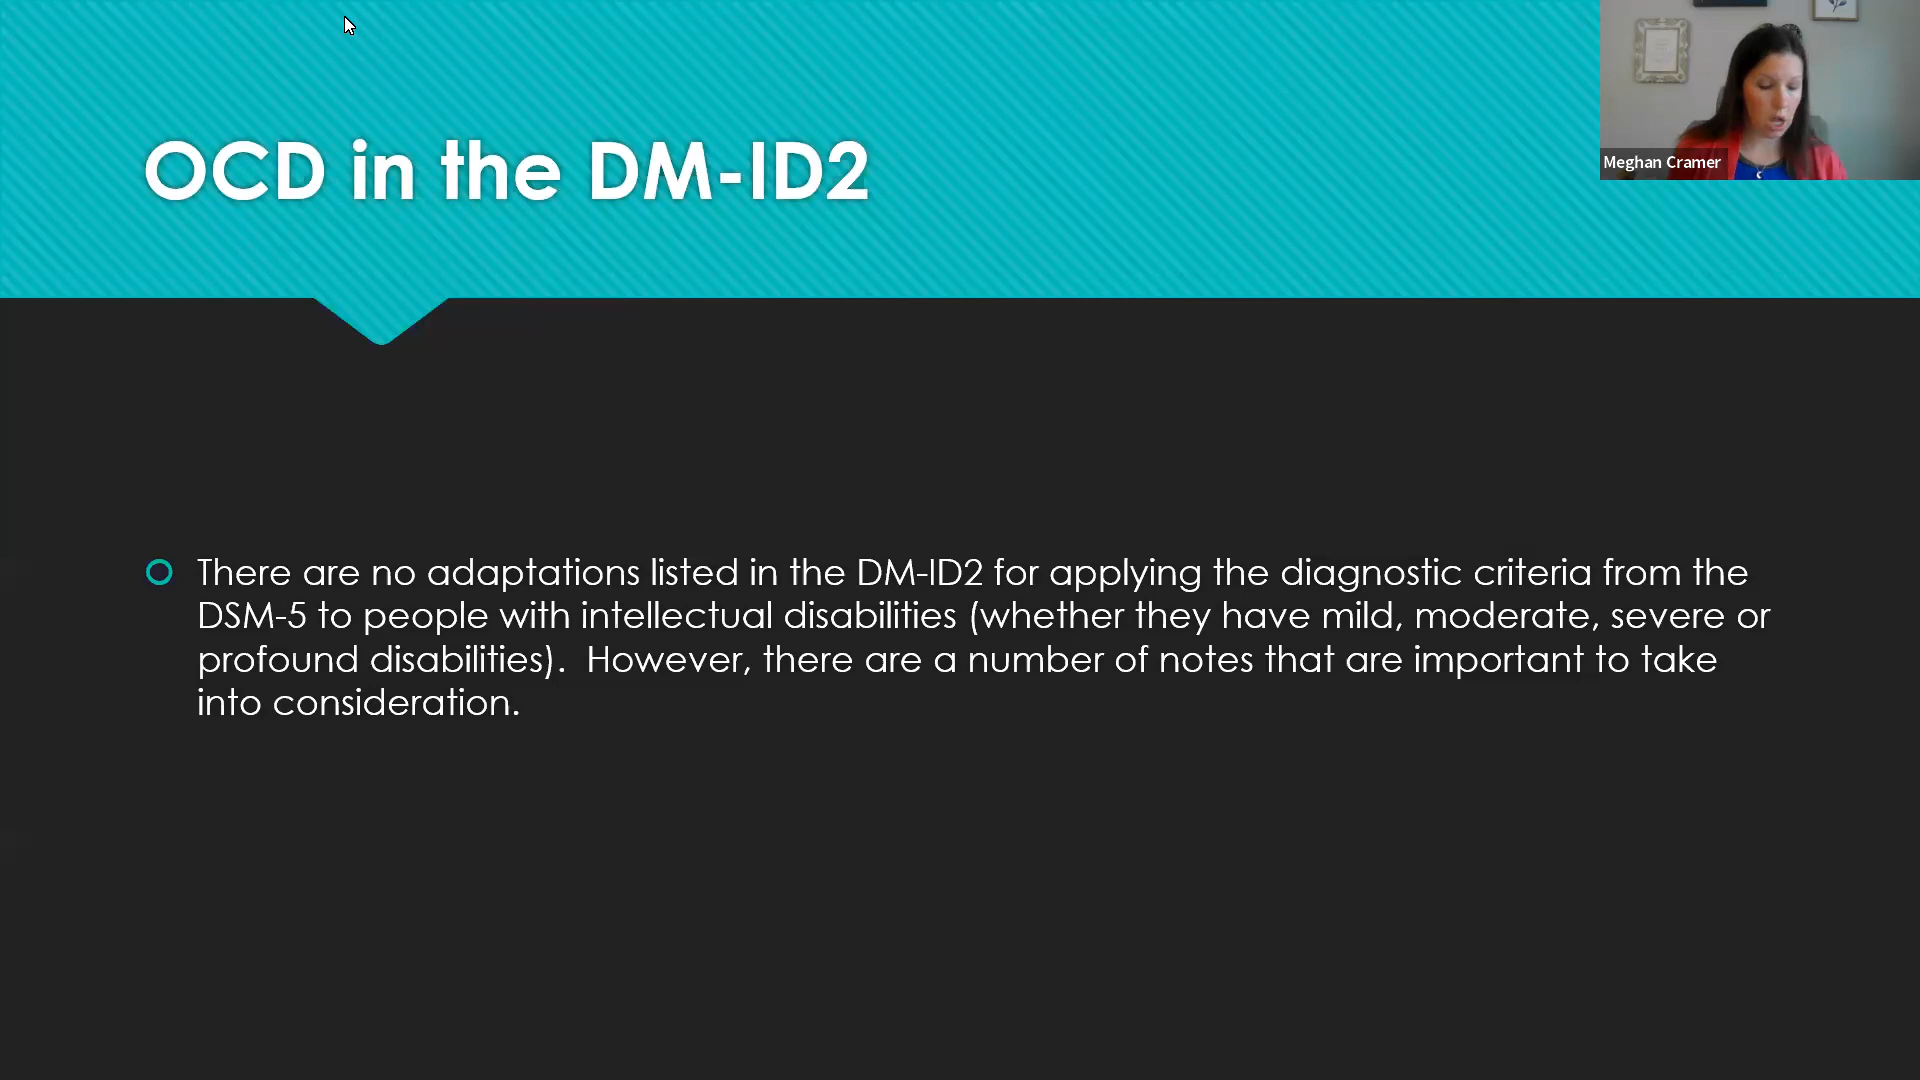 OCD in the DM-ID2
Meghan Cramer
There are no adaptations listed in the DM-ID2 for applying the diagnostic criteria from the
DSM-5 to people with intellectual disabilities (whether they have mild, moderate, severe or
profound disabilities).  However, there are a number of notes that are important to take
into consideration.